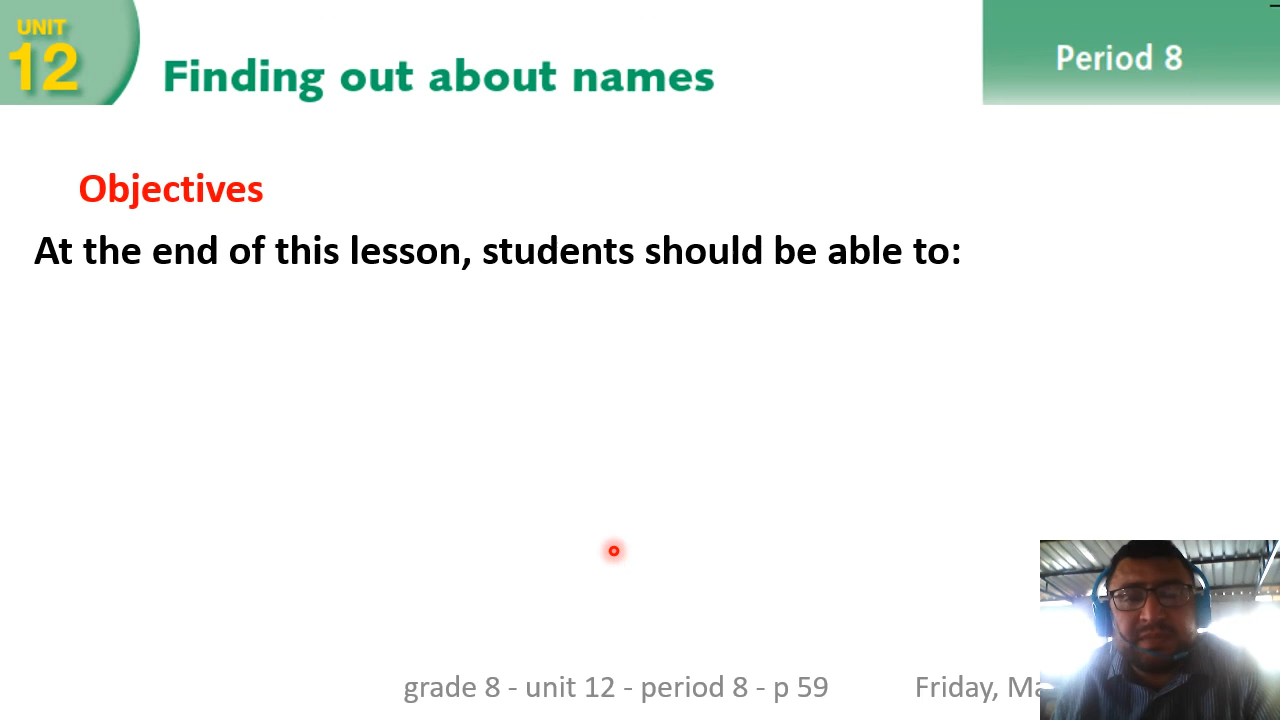 UNIT
12
Finding out about names
Period 8
Objectives
At the end of this lesson, students should be able to:
grade 8 - unit 12 - period 8 - p 59
Friday,